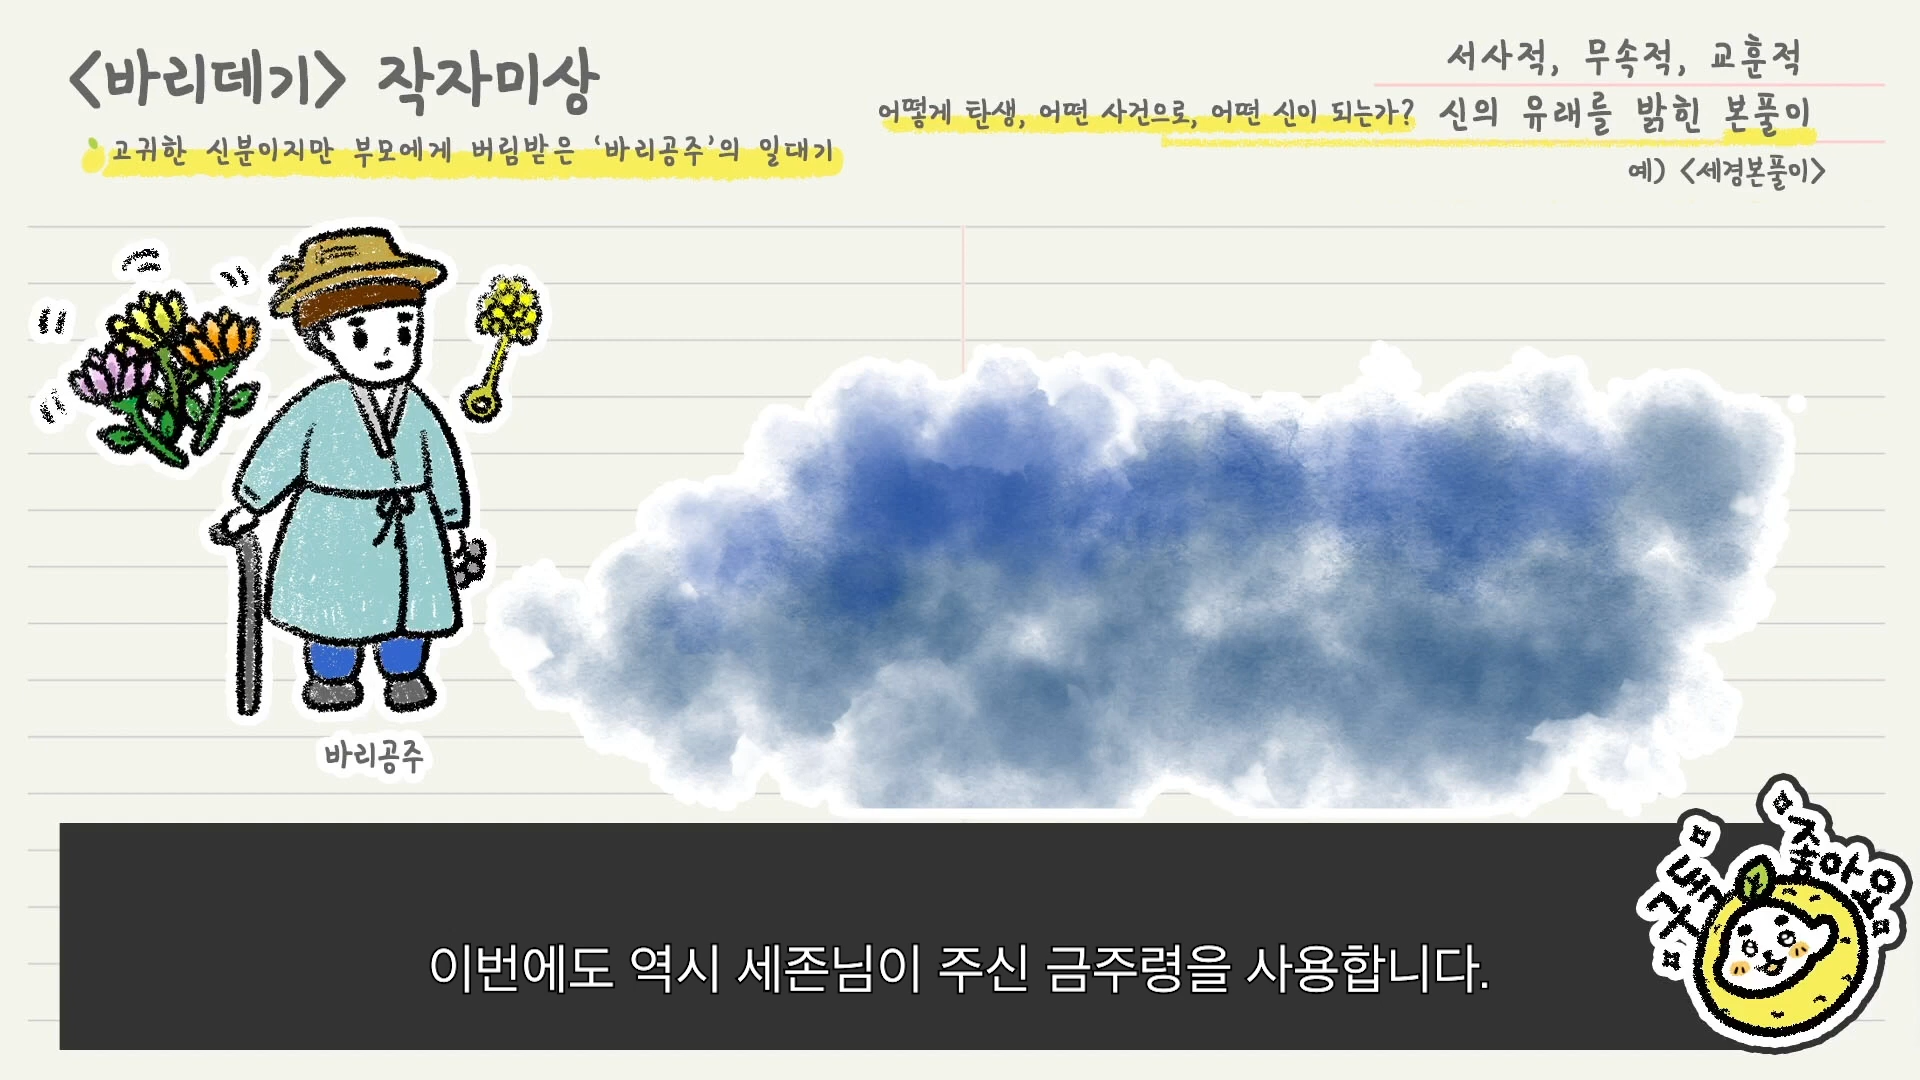 <바리데기> 작자미상
고귀한 신분이지만 부모에게 버림받은 ‘바리공주’의 일대기
서사적, 무속적, 교훈적
어떻게 탄생, 어떤 사건으로, 어떤 신이 되는가? 신의 유래를 밝힌 본풀이
예) <세경본풀이>
바리공주
이번에도 역시 세존님이 주신 금주령을 사용합니다.
구독
좋아요